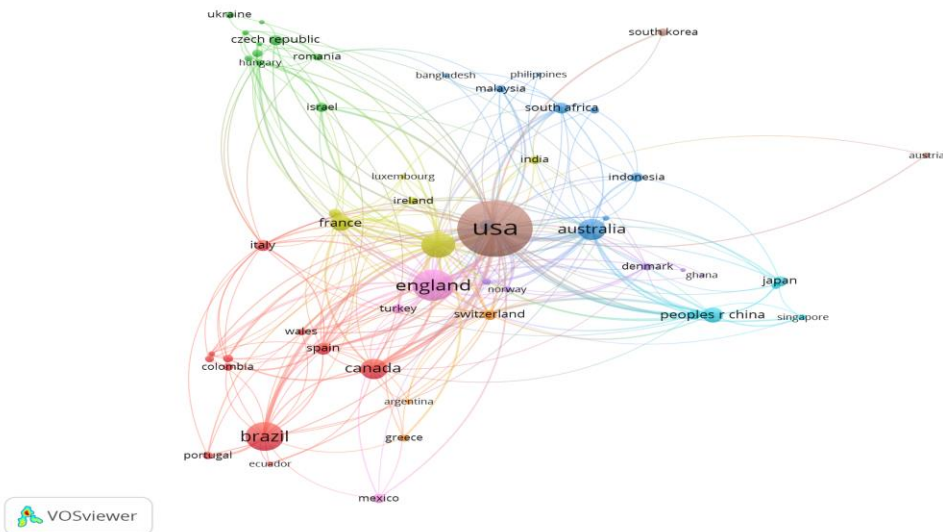 ukraine
czech republic
hungary
romania
israel
south korea
bangladesh
philippines
malaysia
south africa
india
austria
luxembourg
indonesia
ireland
france
usa
australia
italy
denmark
ghana
japan
england
norway
turkey
switzerland
peoples r china
singapore
wales
spain
colombia
canada
argentina
brazil
greece
portugal
ecuador
mexico
VOSviewer